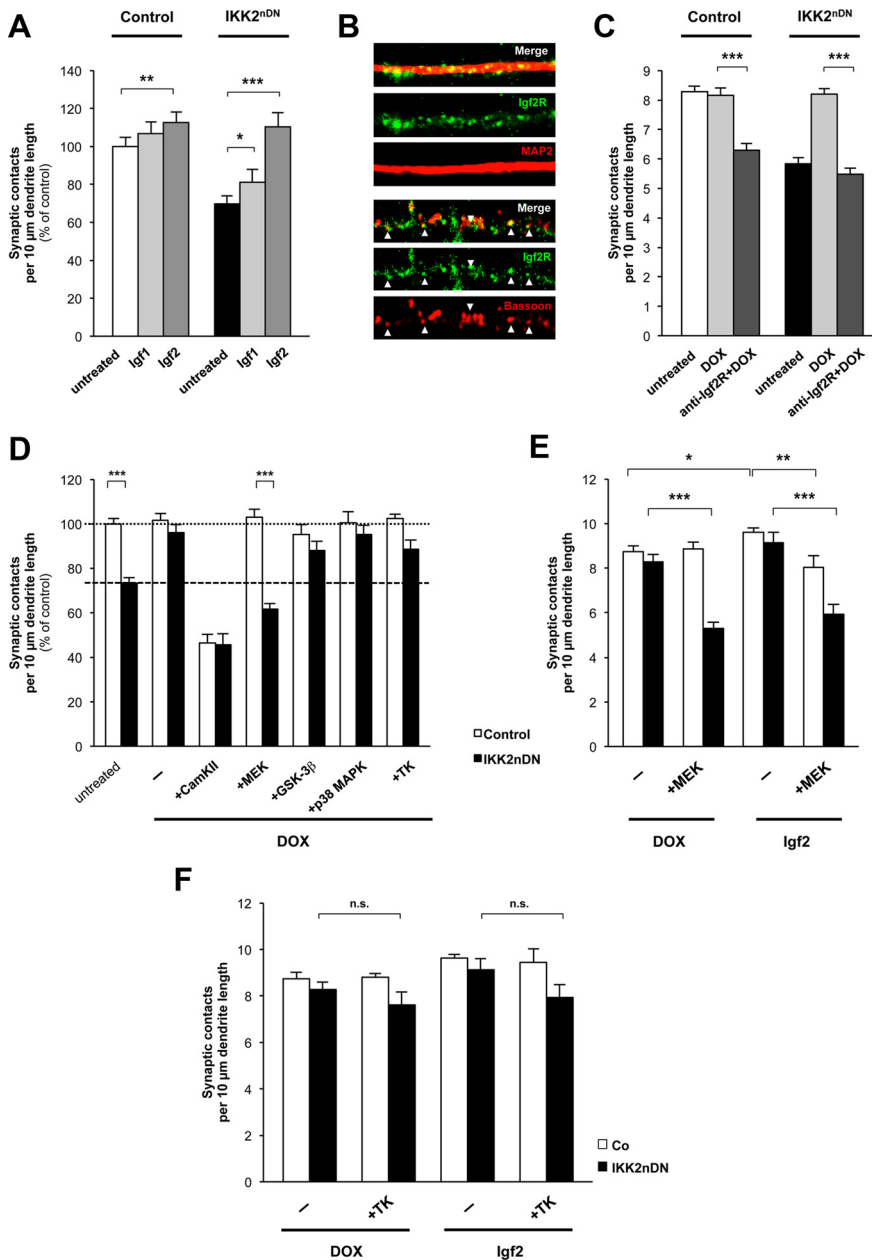 A
Control
IKK2nDN
Synaptic contacts
per 10 µm dendrite length
(% of control)
140
120
100
80
60
40
20
0
**
***
*
untreated
Igf1
Igf2
untreated
Igf1
Igf2
B
Merge
Igf2R
MAP2
Merge
Igf2R
Bassoon
C
Control
IKK2nDN
Synaptic contacts
per 10 µm dendrite length
9
8
7
6
5
4
3
2
1
0
***
***
untreated
DOX
anti-Igf2R+DOX
untreated
DOX
anti-Igf2R+DOX
D
Synaptic contacts
per 10 µm dendrite length
(% of control)
120
100
80
60
40
20
0
***
***
untreated
–
+CamKII
+MEK
+GSK-3β
+p38 MAPK
+TK
DOX
Control
IKK2nDN
E
Synaptic contacts
per 10 µm dendrite length
12
10
8
6
4
2
0
*
**
***
***
–
+MEK
–
+MEK
DOX
Igf2
F
Synaptic contacts
per 10 µm dendrite length
12
10
8
6
4
2
0
n.s.
n.s.
–
+TK
–
+TK
DOX
Igf2
Co
IKK2nDN